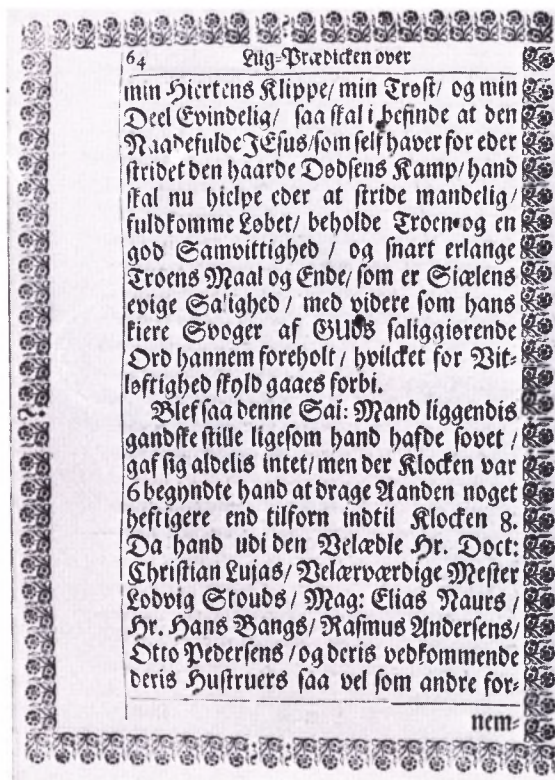 64 Liig-Prædicken over
min Hiertens Klippe/ min Trøst/ og min
Deel Evindelig/ saa skal i befinde at den
Naadefulde JEsus/som self haver for eder
stridet den haarde Dødsens Kamp/hand
skal nu hielpe eder at stride mandelig/
fuldkomme Løbet/ beholde Troen og en
god Samvittighed / og snart erlange
Troens Maal og Ende/ som er Siælens
evige Salighed / med videre som hans
kiere Svoger af GUds saliggiørende
Ord hannem foreholt / hvilcket for Vit-
løftighed skyld gaaes forbi.
Blef saa denne Sal: Mand liggendis
gandske stille ligesom hand hafde sovet /
gaf sig aldelis intet/ men der Klocken var
6 begyndte hand at drage Aanden noget
heftigere end tilforn indtil Klocken 8.
Da hand udi den Velædle Hr. Doct:
Christian Lujas/ Velærværdige Mester
Lodvig Stouds / Mag: Elias Naurs /
Hr. Hans Bangs/ Rasmus Andersens/
Otto Pedersens / og deris vedkommende
deris Hustruers saa vel som andre for-
nem-